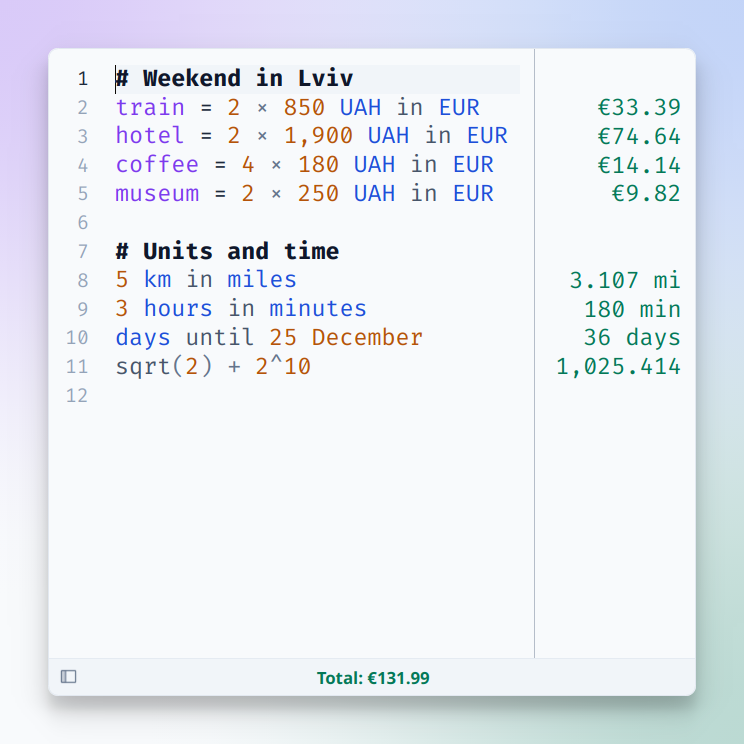 1 # Weekend in Lviv
2 train = 2 × 850 UAH in EUR €33.39
3 hotel = 2 × 1,900 UAH in EUR €74.64
4 coffee = 4 × 180 UAH in EUR €14.14
5 museum = 2 × 250 UAH in EUR €9.82
6
7 # Units and time
8 5 km in miles 3.107 mi
9 3 hours in minutes 180 min
10 days until 25 December 36 days
11 sqrt(2) + 2^10 1,025.414
12
Total: €131.99